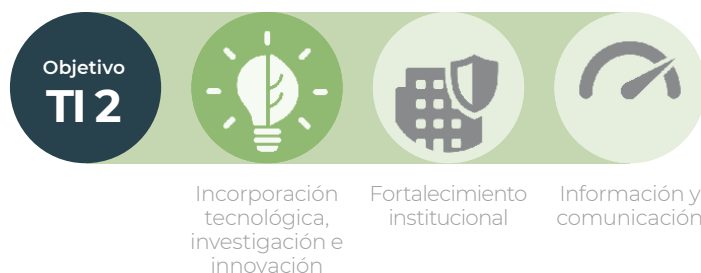 Objetivo
TI 2
Incorporación
tecnológica,
investigación e
innovación
Fortalecimiento
institucional
Información y
comunicación